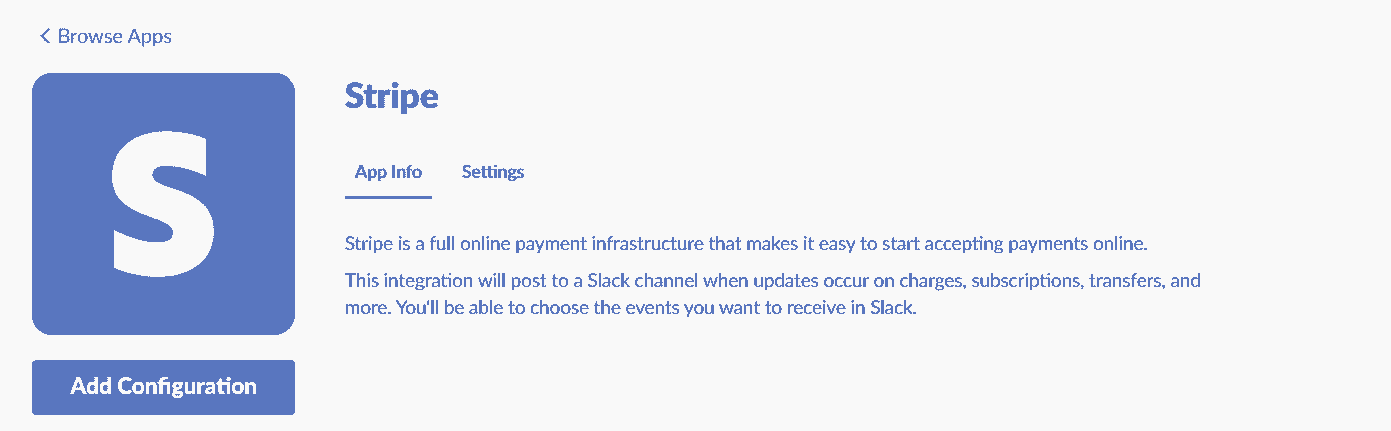 Browse Apps
S
Stripe
App Info Settings
Stripe is a full online payment infrastructure that makes it easy to start accepting payments online.
This integration will post to a Slack channel when updates occur on charges, subscriptions, transfers, and
more. You'll be able to choose the events you want to receive in Slack.
Add Configuration